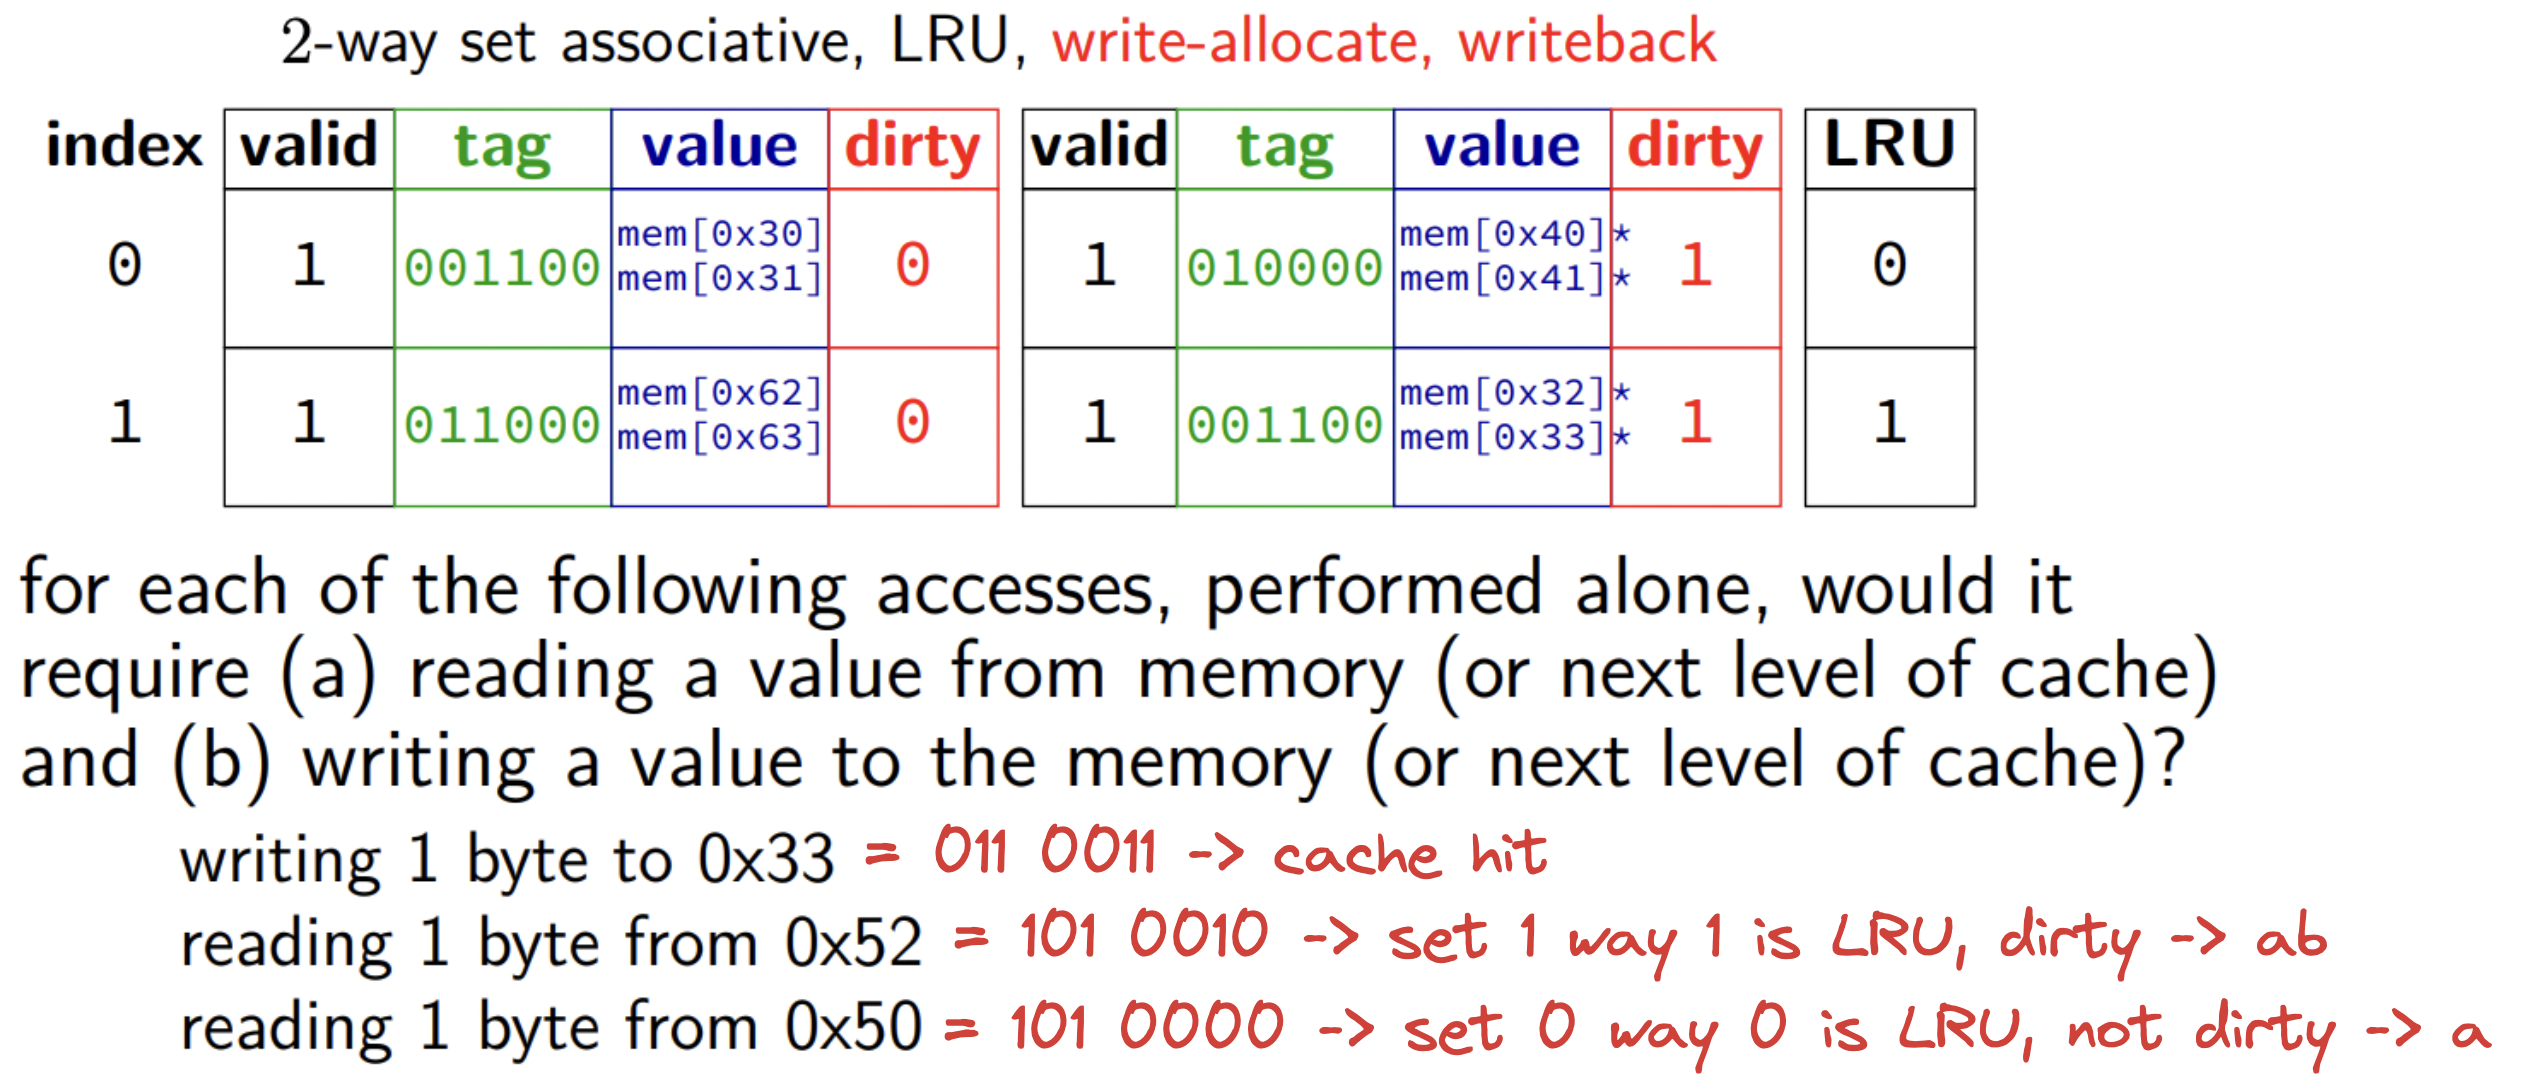 2-way set associative, LRU, write-allocate, writeback
index valid tag value dirty valid tag value dirty LRU
0 1 001100 mem[0x30] mem[0x31] 0 1 010000 mem[0x40]* mem[0x41]* 1 0
1 1 011000 mem[0x62] mem[0x63] 0 1 001100 mem[0x32]* mem[0x33]* 1 1
for each of the following accesses, performed alone, would it
require (a) reading a value from memory (or next level of cache)
and (b) writing a value to the memory (or next level of cache)?
writing 1 byte to 0x33 = 011 0011 -> cache hit
reading 1 byte from 0x52 = 101 0010 -> set 1 way 1 is LRU, dirty -> ab
reading 1 byte from 0x50 = 101 0000 -> set 0 way 0 is LRU, not dirty -> a